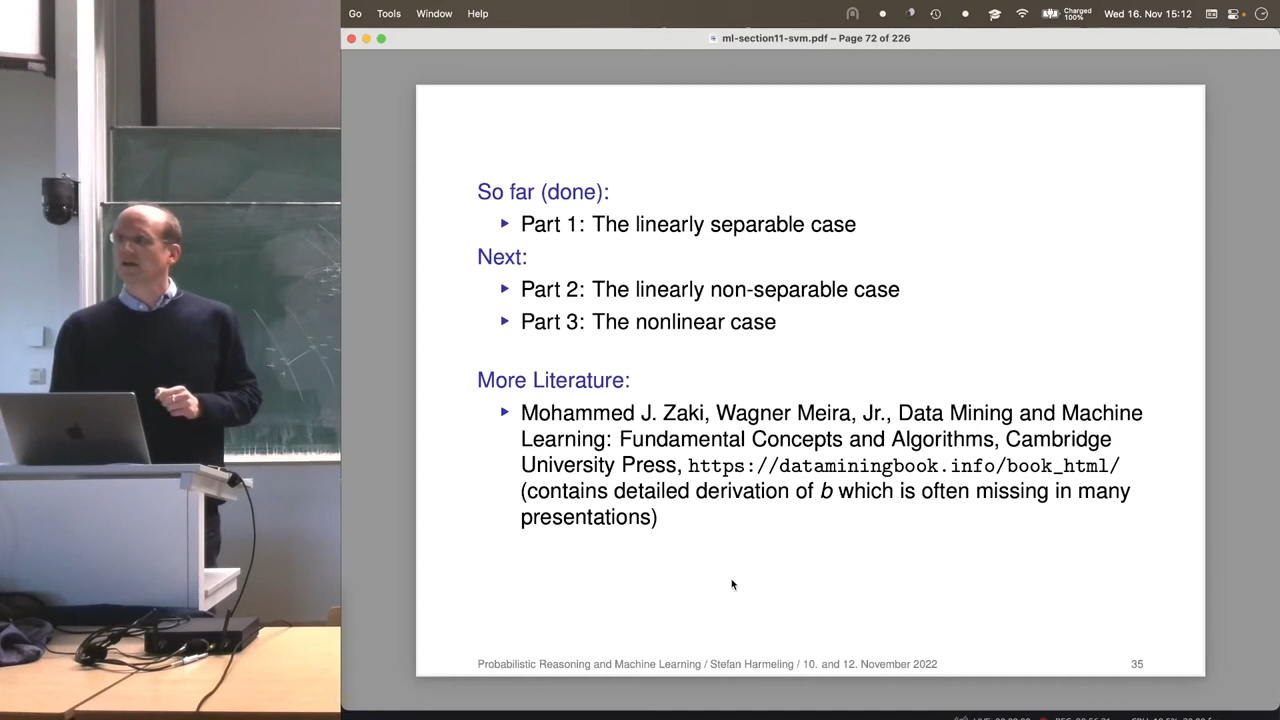 Go Tools Window Help Charged 100% Wed 16. Nov 15:12
ml-section11-svm.pdf – Page 72 of 226
So far (done):
Part 1: The linearly separable case
Next:
Part 2: The linearly non-separable case
Part 3: The nonlinear case
More Literature:
Mohammed J. Zaki, Wagner Meira, Jr., Data Mining and Machine
Learning: Fundamental Concepts and Algorithms, Cambridge
University Press, https://dataminingbook.info/book_html/
(contains detailed derivation of b which is often missing in many
presentations)
Probabilistic Reasoning and Machine Learning / Stefan Harmeling / 10. and 12. November 2022 35